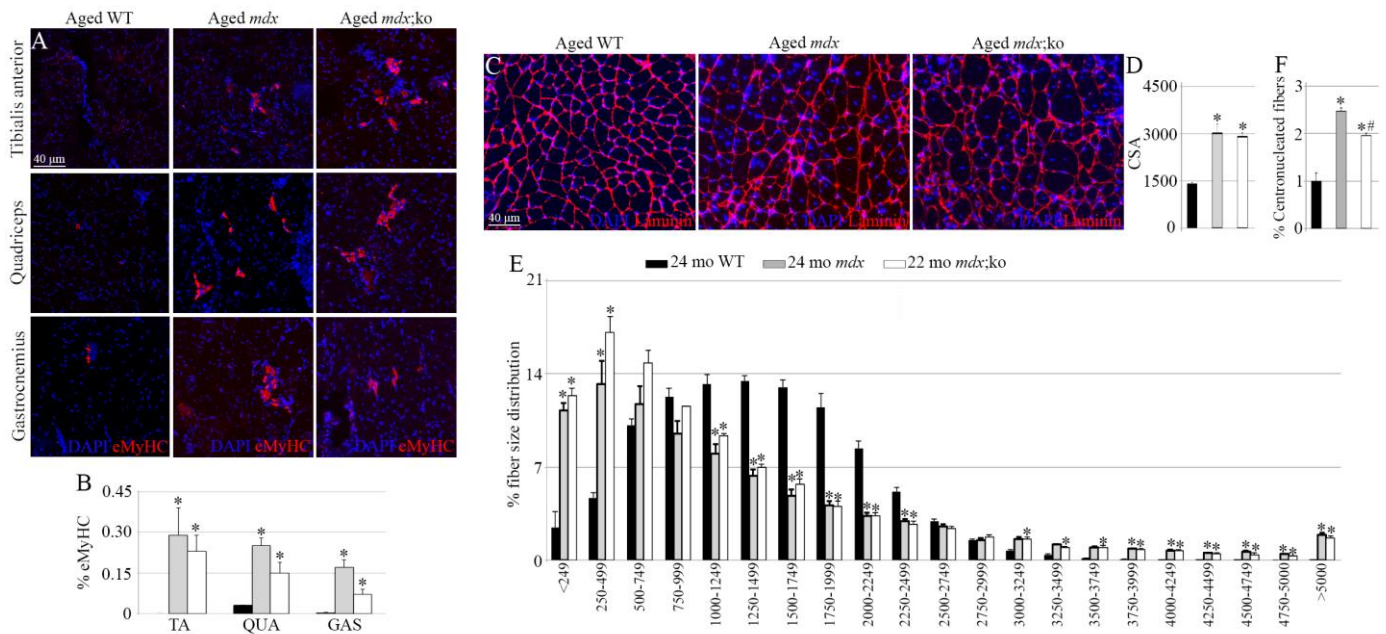 Aged WT
Aged mdx
Aged mdx;ko
A
Tibialis anterior
40 µm
Quadriceps
Gastrocnemius
DAPI eMyHC
DAPI eMyHC
DAPI eMyHC
B
% eMyHC
0.45
0.30
0.15
0
*
*
*
*
*
*
TA
QUA
GAS
Aged WT
Aged mdx
Aged mdx;ko
C
40 µm
DAPI Laminin
DAPI Laminin
DAPI Laminin
D
CSA
4500
3000
1500
0
* *
F
% Centronucleated fibers
3
2
1
0
*
*#
E
24 mo WT
24 mo mdx
22 mo mdx;ko
% fiber size distribution
21
14
7
0
* *
* *
* *
* *
* *
* *
* *
* *
* *
*
*
* *
* *
* *
* *
* *
* *
<249
250-499
500-749
750-999
1000-1249
1250-1499
1500-1749
1750-1999
2000-2249
2250-2499
2500-2749
2750-2999
3000-3249
3250-3499
3500-3749
3750-3999
4000-4249
4250-4499
4500-4749
4750-5000
>5000